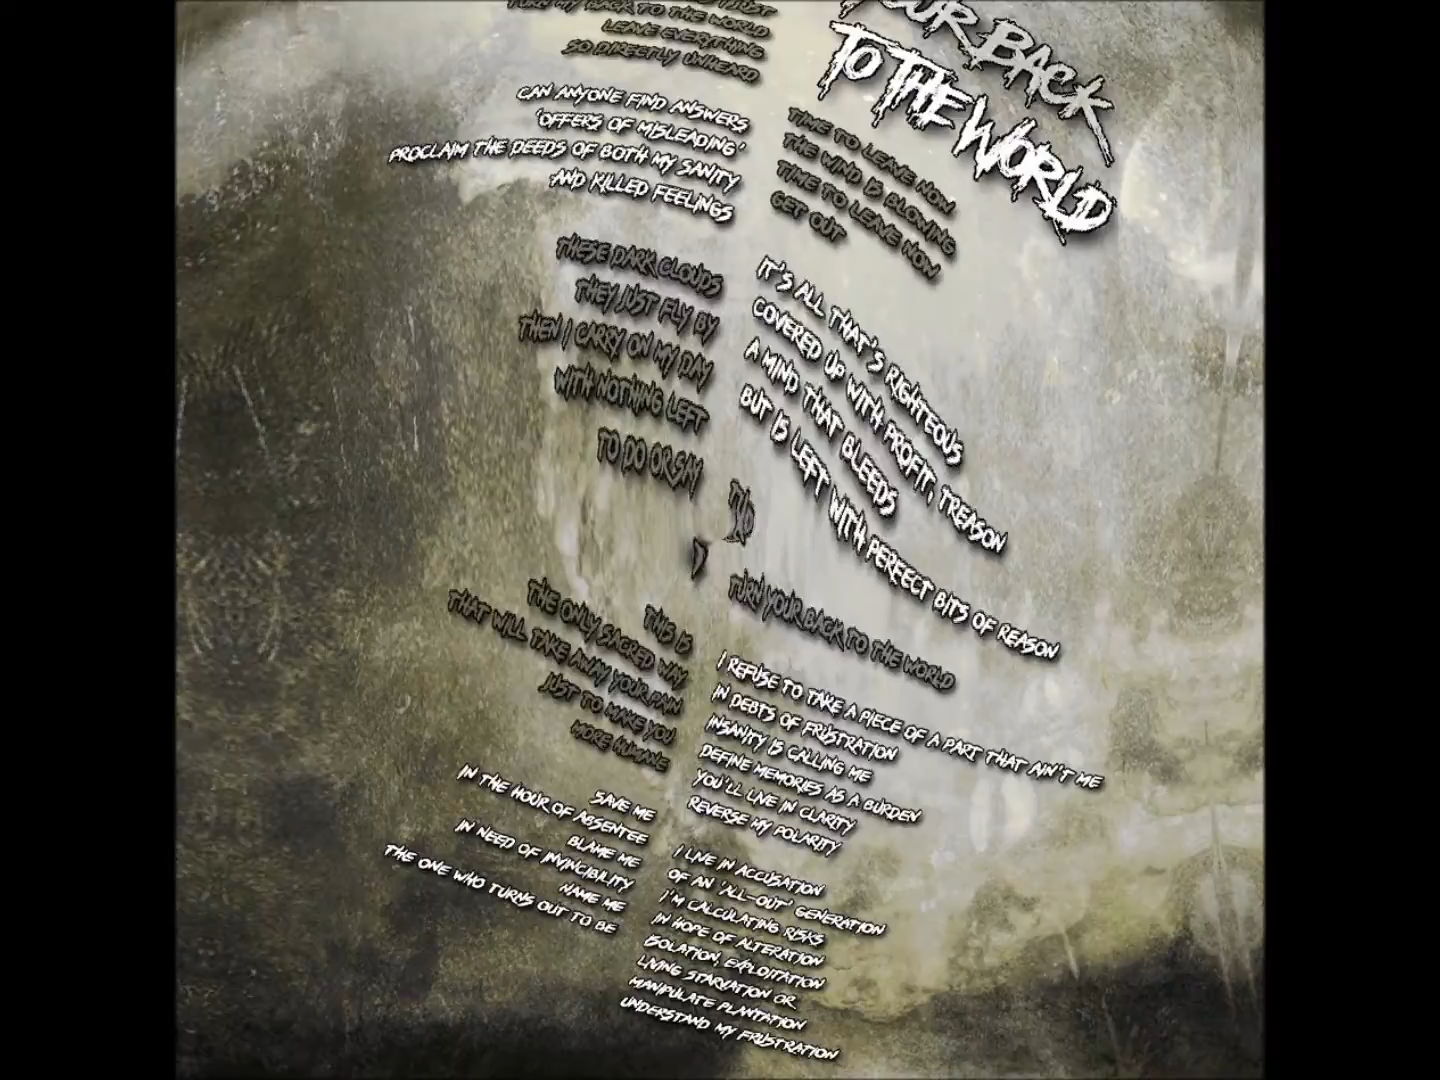 TURN MY BACK TO THE WORLD
LEAVE EVERYTHING
SO DIRECTLY UNHEARD
CAN ANYONE FIND ANSWERS
'OFFERS OF MISLEADING'
PROCLAIM THE DEEDS OF BOTH MY SANITY
AND KILLED FEELINGS
THESE DARK CLOUDS
THEY JUST FLY BY
THEN I CARRY ON MY DAY
WITH NOTHING LEFT
TO DO OR SAY
THIS IS
THE ONLY SACRED WAY
THAT WILL TAKE AWAY YOUR PAIN
JUST TO MAKE YOU
MORE HUMANE
SAVE ME
IN THE HOUR OF ABSENTEE
BLAME ME
IN NEED OF INVINCIBILITY
NAME ME
THE ONE WHO TURNS OUT TO BE
YOUR BACK
TO THE WORLD
TIME TO LEAVE NOW
THE WIND IS BLOWING
TIME TO LEAVE NOW
GET OUT
IT'S ALL THAT'S RIGHTEOUS
COVERED UP WITH PROFIT, TREASON
A MIND THAT BLEEDS
BUT IS LEFT WITH PERFECT BITS OF REASON
TURN YOUR BACK TO THE WORLD
I REFUSE TO TAKE A PIECE OF A PART THAT AIN'T ME
IN DEBTS OF FRUSTRATION
INSANITY IS CALLING ME
DEFINE MEMORIES AS A BURDEN
YOU'LL LIVE IN CLARITY
REVERSE MY POLARITY
I LIVE IN ACCUSATION
OF AN 'ALL-OUT' GENERATION
I'M CALCULATING RISKS
IN HOPE OF ALTERATION
ISOLATION, EXPLOITATION
LIVING STARVATION OR
MANIPULATE PLANTATION
UNDERSTAND MY FRUSTRATION